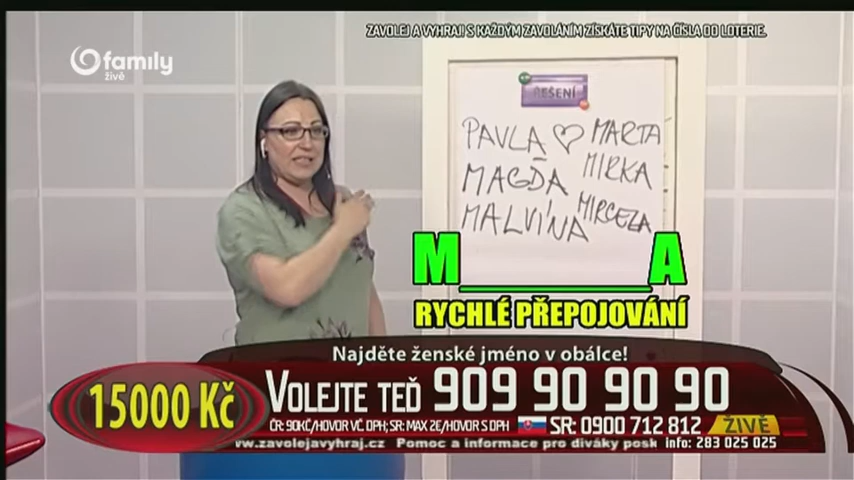 ZAVOLEJ A VYHRAJ! S KAŽDÝM ZAVOLÁNÍM ZÍSKÁTE TIPY NA ČÍSLA DO LOTERIE.
family
živě
ŘEŠENÍ
PAVLA ♡ MARTA
MAGDA MIRKA
MALVÍNA MIRCEZA
M_______A
RYCHLÉ PŘEPOJOVÁNÍ
Najděte ženské jméno v obálce!
15000 Kč
VOLEJTE TEĎ 909 90 90 90
ČR: 90KČ/HOVOR VČ. DPH; SR: MAX 2E/HOVOR S DPH SR: 0900 712 812 ŽIVĚ
www.zavolejavyhraj.cz Pomoc a informace pro diváky posk info: 283 025 025